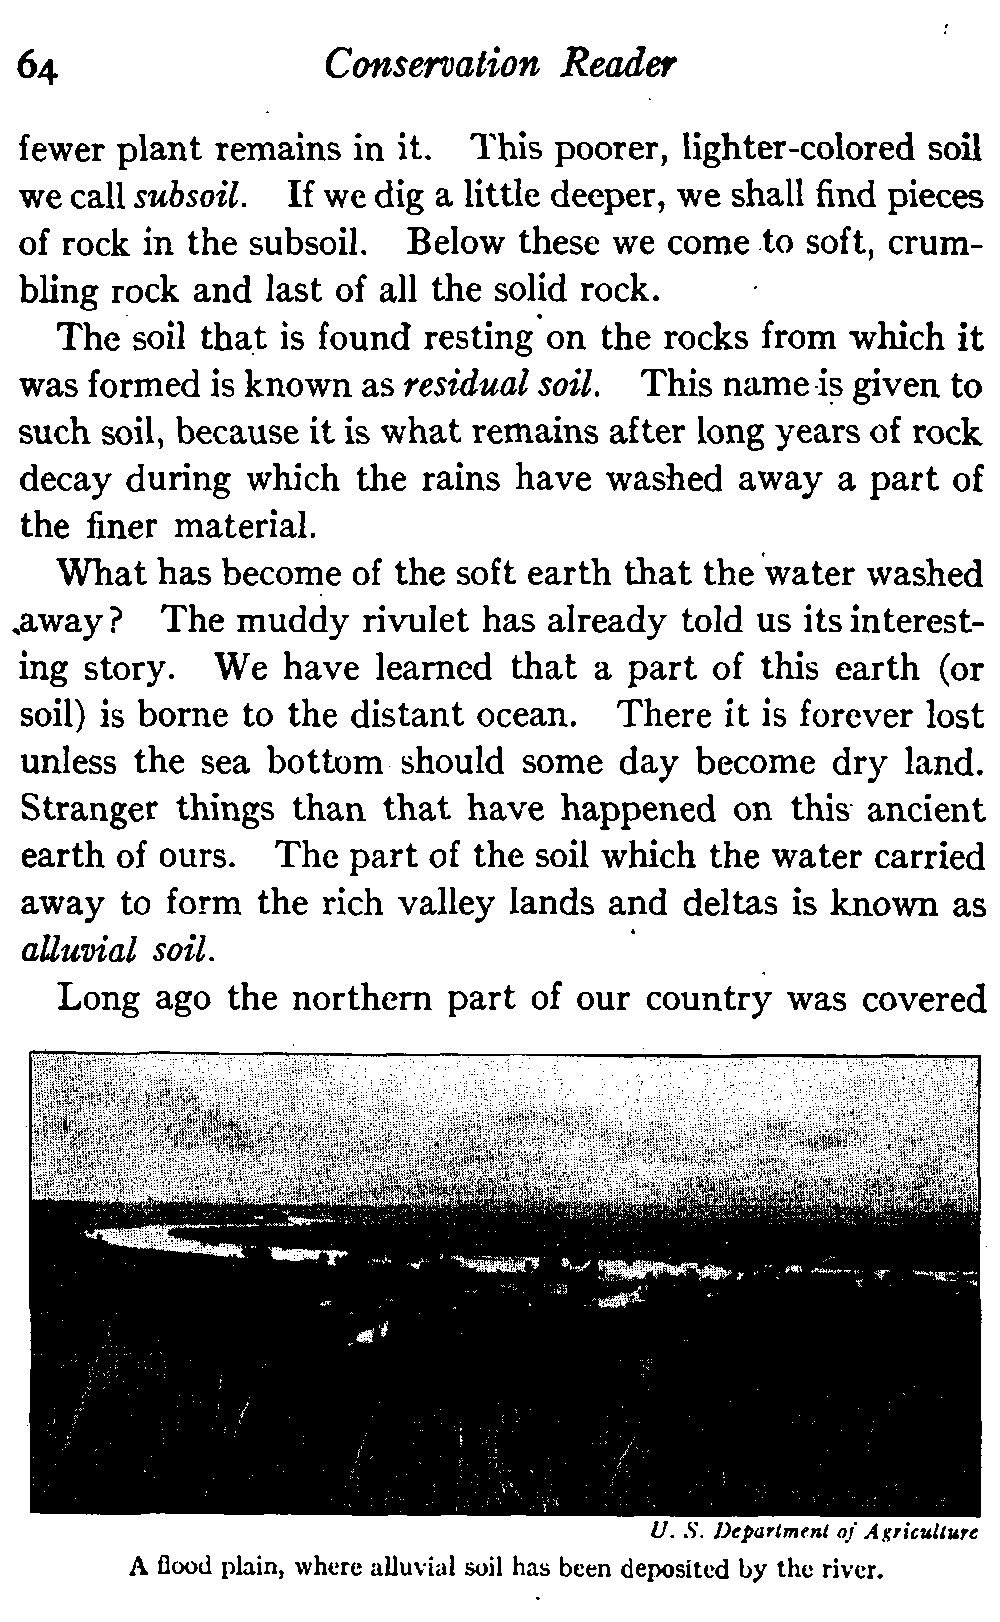 64 Conservation Reader
fewer plant remains in it. This poorer, lighter-colored soil
we call subsoil. If we dig a little deeper, we shall find pieces
of rock in the subsoil. Below these we come to soft, crum-
bling rock and last of all the solid rock.
The soil that is found resting on the rocks from which it
was formed is known as residual soil. This name is given to
such soil, because it is what remains after long years of rock
decay during which the rains have washed away a part of
the finer material.
What has become of the soft earth that the water washed
away? The muddy rivulet has already told us its interest-
ing story. We have learned that a part of this earth (or
soil) is borne to the distant ocean. There it is forever lost
unless the sea bottom should some day become dry land.
Stranger things than that have happened on this ancient
earth of ours. The part of the soil which the water carried
away to form the rich valley lands and deltas is known as
alluvial soil.
Long ago the northern part of our country was covered
U. S. Department of Agriculture
A flood plain, where alluvial soil has been deposited by the river.